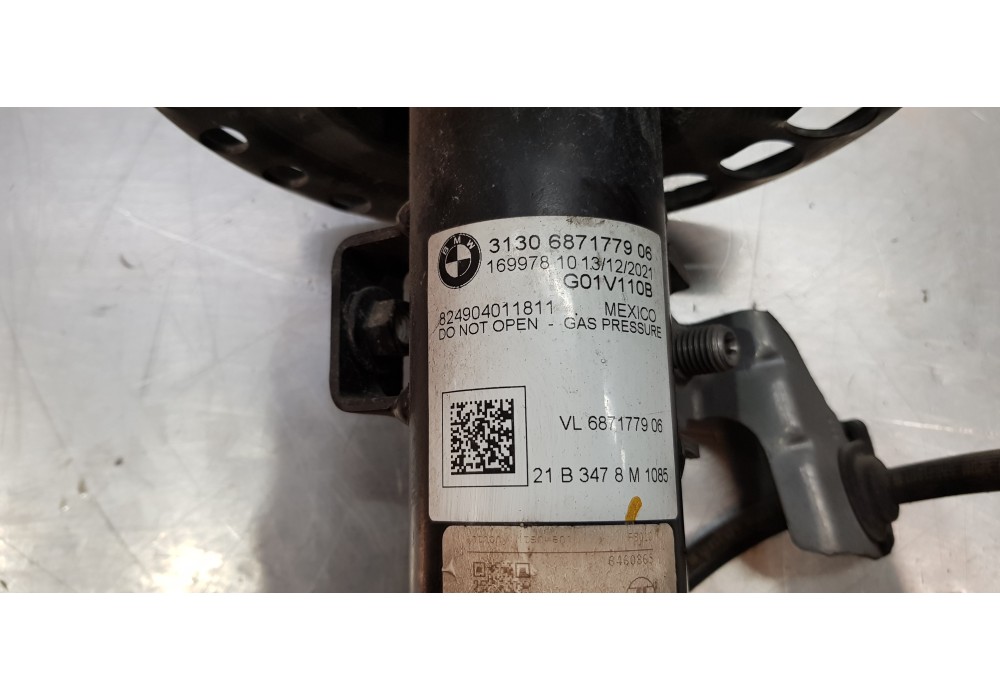 BMW
3130 6871779 06
169978 10 13/12/2021
G01V110B
824904011811 MEXICO
DO NOT OPEN - GAS PRESSURE
VL 6871779 06
21 B 347 8 M 1085